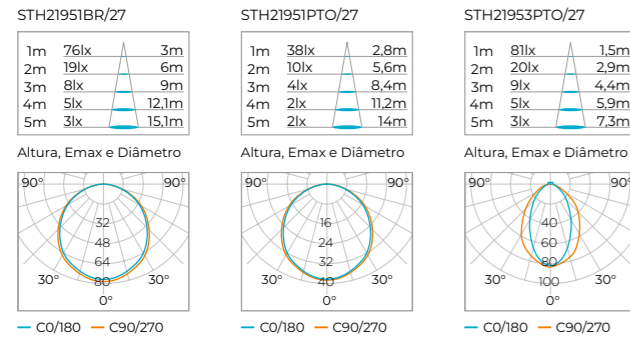 STH21951BR/27
1m 76lx 3m
2m 19lx 6m
3m 8lx 9m
4m 5lx 12,1m
5m 3lx 15,1m
Altura, Emax e Diâmetro
90° 90°
32
48
64
30° 80 30°
0°
C0/180 C90/270
STH21951PTO/27
1m 38lx 2,8m
2m 10lx 5,6m
3m 4lx 8,4m
4m 2lx 11,2m
5m 2lx 14m
Altura, Emax e Diâmetro
90° 90°
16
24
32
30° 40 30°
0°
C0/180 C90/270
STH21953PTO/27
1m 81lx 1,5m
2m 20lx 2,9m
3m 9lx 4,4m
4m 5lx 5,9m
5m 3lx 7,3m
Altura, Emax e Diâmetro
90° 90°
40
60
80
30° 100 30°
0°
C0/180 C90/270